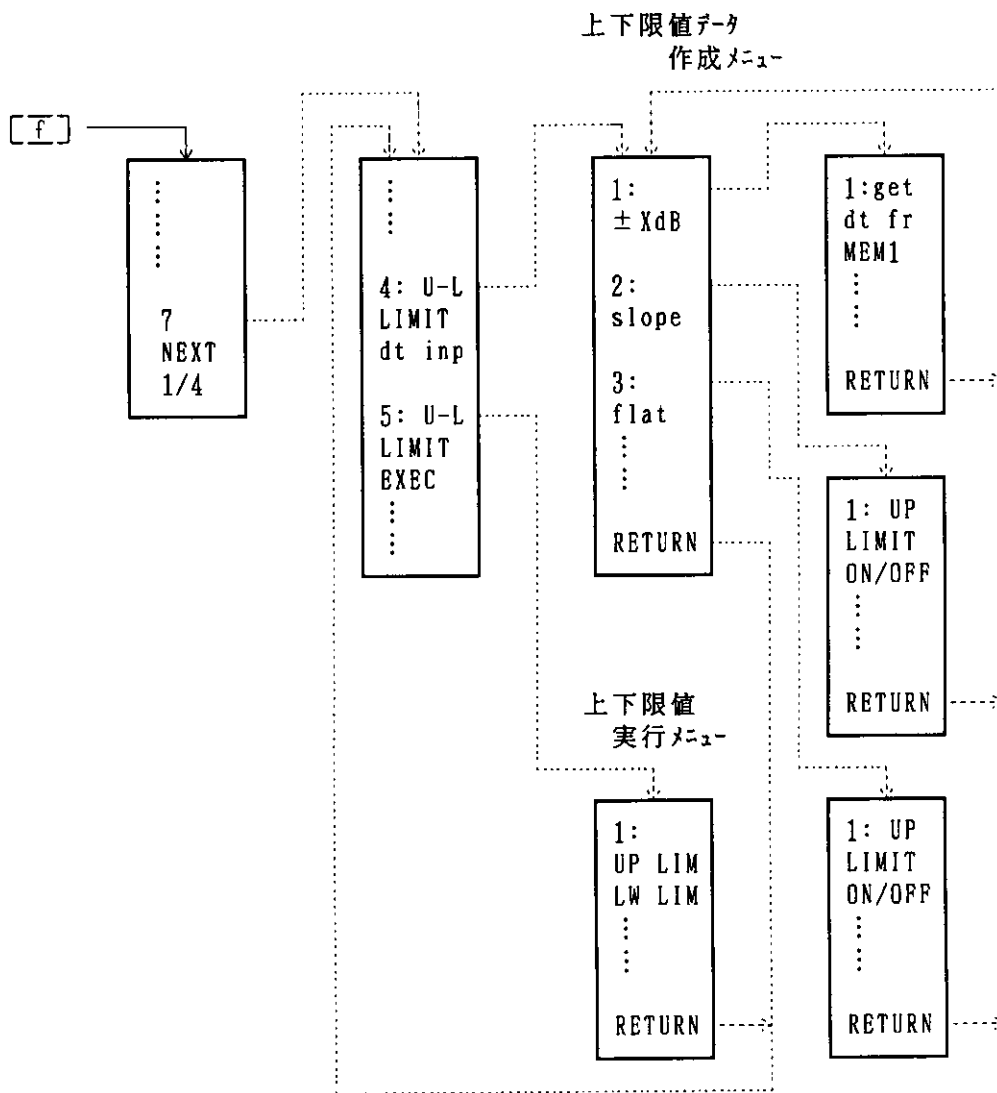 上下限値データ
作成メニュー
f
7
NEXT
1/4
4: U-L
LIMIT
dt inp
5: U-L
LIMIT
EXEC
1:
±XdB
2:
slope
3:
flat
RETURN
1:get
dt fr
MEM1
RETURN
1: UP
LIMIT
ON/OFF
RETURN
上下限値
実行メニュー
1:
UP LIM
LW LIM
RETURN
1: UP
LIMIT
ON/OFF
RETURN